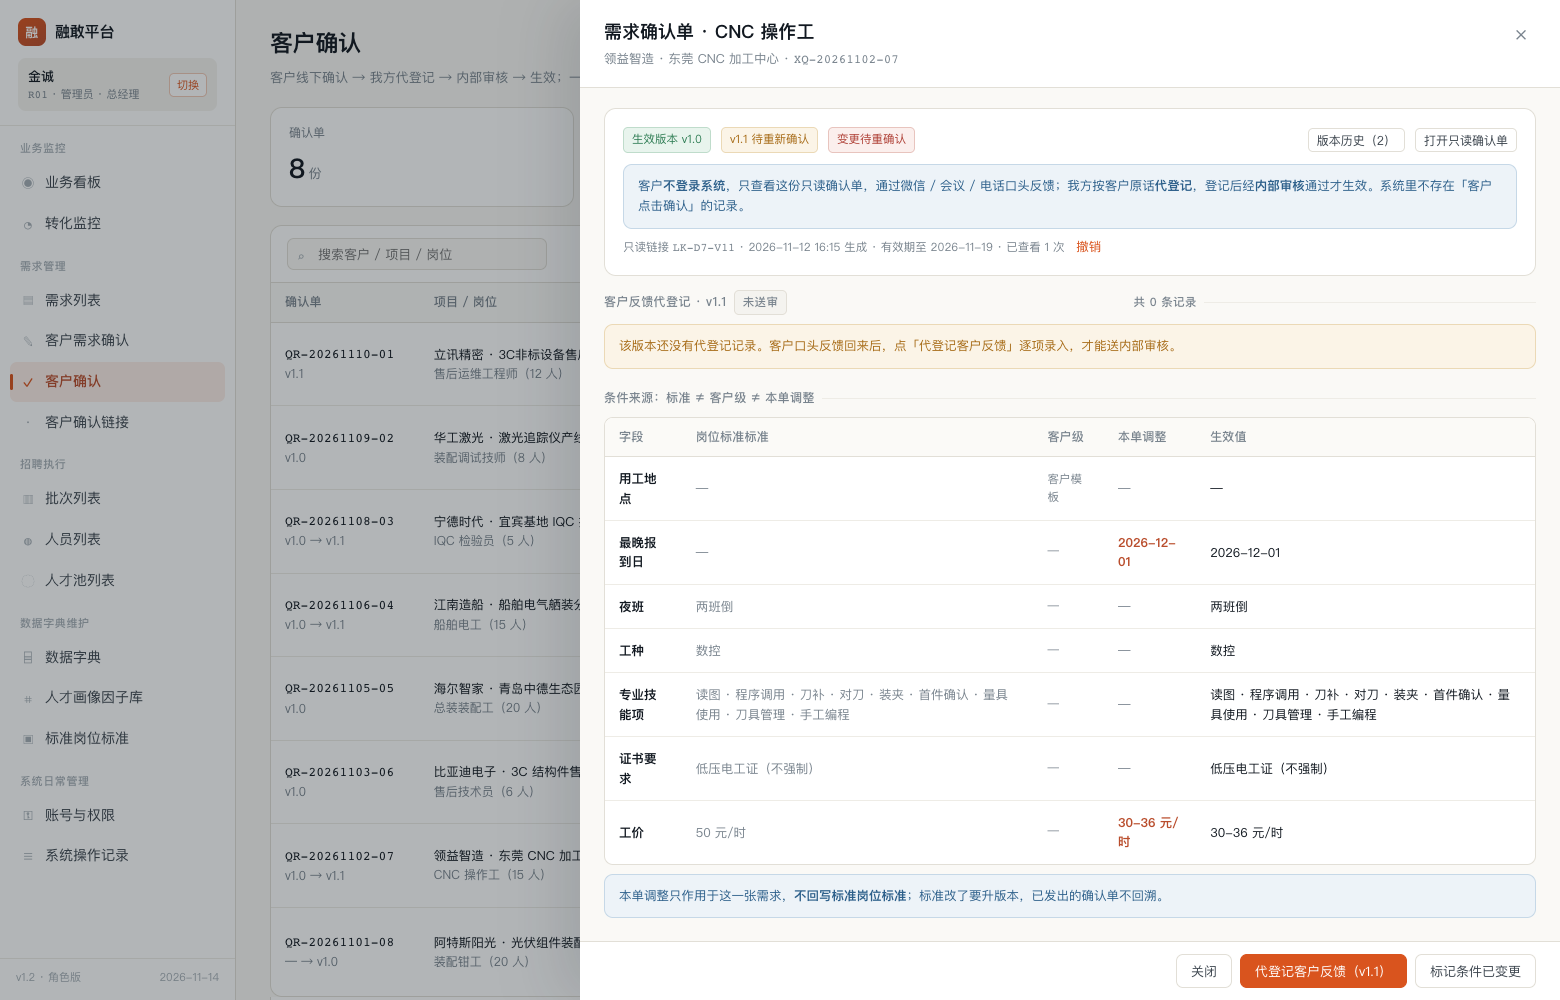 融 融敢平台
金诚
R01 · 管理员 · 总经理
切换
业务监控
业务看板
转化监控
需求管理
需求列表
客户需求确认
客户确认
客户确认链接
招聘执行
批次列表
人员列表
人才池列表
数据字典维护
数据字典
人才画像因子库
标准岗位标准
系统日常管理
账号与权限
系统操作记录
v1.2 · 角色版 2026-11-14
客户确认
客户线下确认 → 我方代登记 → 内部审核 → 生效；一
确认单
8 份
搜索客户 / 项目 / 岗位
确认单 项目 / 岗位
QR-20261110-01 立讯精密 · 3C非标设备售
v1.1 售后运维工程师（12 人）
QR-20261109-02 华工激光 · 激光追踪仪产线
v1.0 装配调试技师（8 人）
QR-20261108-03 宁德时代 · 宜宾基地 IQC
v1.0 → v1.1 IQC 检验员（5 人）
QR-20261106-04 江南造船 · 船舶电气舾装分
v1.0 → v1.1 船舶电工（15 人）
QR-20261105-05 海尔智家 · 青岛中德生态园
v1.0 总装装配工（20 人）
QR-20261103-06 比亚迪电子 · 3C 结构件售
v1.0 售后技术员（6 人）
QR-20261102-07 领益智造 · 东莞 CNC 加工
v1.0 → v1.1 CNC 操作工（15 人）
QR-20261101-08 阿特斯阳光 · 光伏组件装配
— → v1.0 装配钳工（20 人）
需求确认单 · CNC 操作工
领益智造 · 东莞 CNC 加工中心 · XQ-20261102-07
生效版本 v1.0 v1.1 待重新确认 变更待重确认 版本历史（2） 打开只读确认单
客户不登录系统，只查看这份只读确认单，通过微信 / 会议 / 电话口头反馈；我方按客户原话代登记，登记后经内部审核通过才生效。系统里不存在「客户
点击确认」的记录。
只读链接 LK-D7-V11 · 2026-11-12 16:15 生成 · 有效期至 2026-11-19 · 已查看 1 次 撤销
客户反馈代登记 · v1.1 未送审 共 0 条记录
该版本还没有代登记记录。客户口头反馈回来后，点「代登记客户反馈」逐项录入，才能送内部审核。
条件来源：标准 ≠ 客户级 ≠ 本单调整
字段 岗位标准标准 客户级 本单调整 生效值
用工地
点 — 客户模
板 — —
最晚报
到日 — — 2026-12-
01 2026-12-01
夜班 两班倒 — — 两班倒
工种 数控 — — 数控
专业技
能项 读图 · 程序调用 · 刀补 · 对刀 · 装夹 · 首件确认 · 量具
使用 · 刀具管理 · 手工编程 — — 读图 · 程序调用 · 刀补 · 对刀 · 装夹 · 首件确认 · 量
具使用 · 刀具管理 · 手工编程
证书要
求 低压电工证（不强制） — — 低压电工证（不强制）
工价 50 元/时 — 30-36 元/
时 30-36 元/时
本单调整只作用于这一张需求，不回写标准岗位标准；标准改了要升版本，已发出的确认单不回溯。
关闭 代登记客户反馈（v1.1） 标记条件已变更